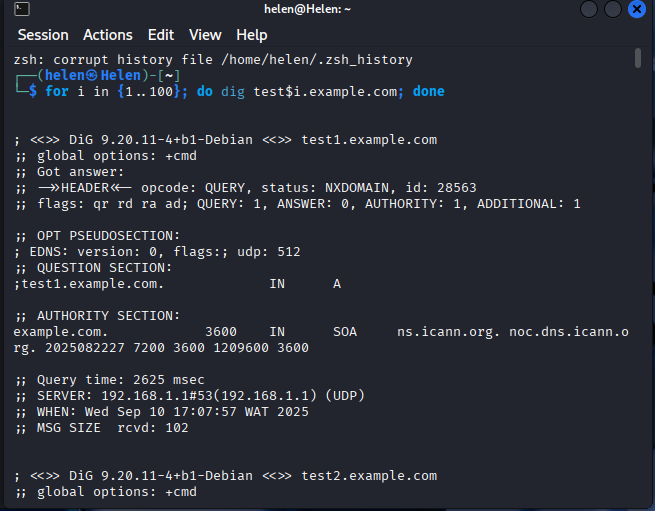 helen@Helen: ~
Session Actions Edit View Help
zsh: corrupt history file /home/helen/.zsh_history
┌──(helen㉿Helen)-[~]
└─$ for i in {1..100}; do dig test$i.example.com; done
; <<>> DiG 9.20.11-4+b1-Debian <<>> test1.example.com
;; global options: +cmd
;; Got answer:
;; ->>HEADER<<- opcode: QUERY, status: NXDOMAIN, id: 28563
;; flags: qr rd ra ad; QUERY: 1, ANSWER: 0, AUTHORITY: 1, ADDITIONAL: 1
;; OPT PSEUDOSECTION:
; EDNS: version: 0, flags:; udp: 512
;; QUESTION SECTION:
;test1.example.com. IN A
;; AUTHORITY SECTION:
example.com. 3600 IN SOA ns.icann.org. noc.dns.icann.o
rg. 2025082227 7200 3600 1209600 3600
;; Query time: 2625 msec
;; SERVER: 192.168.1.1#53(192.168.1.1) (UDP)
;; WHEN: Wed Sep 10 17:07:57 WAT 2025
;; MSG SIZE rcvd: 102
; <<>> DiG 9.20.11-4+b1-Debian <<>> test2.example.com
;; global options: +cmd